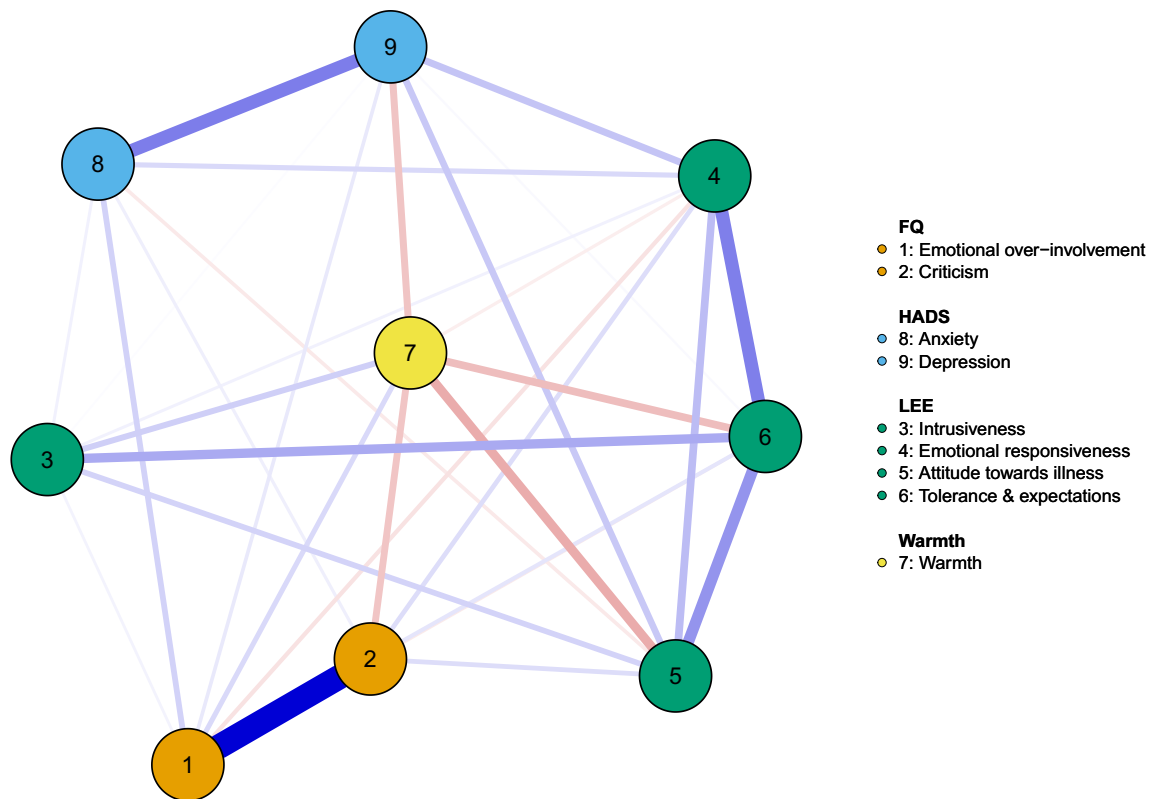 9
8
4
7
6
3
2
5
1
FQ
1: Emotional over−involvement
2: Criticism
HADS
8: Anxiety
9: Depression
LEE
3: Intrusiveness
4: Emotional responsiveness
5: Attitude towards illness
6: Tolerance & expectations
Warmth
7: Warmth